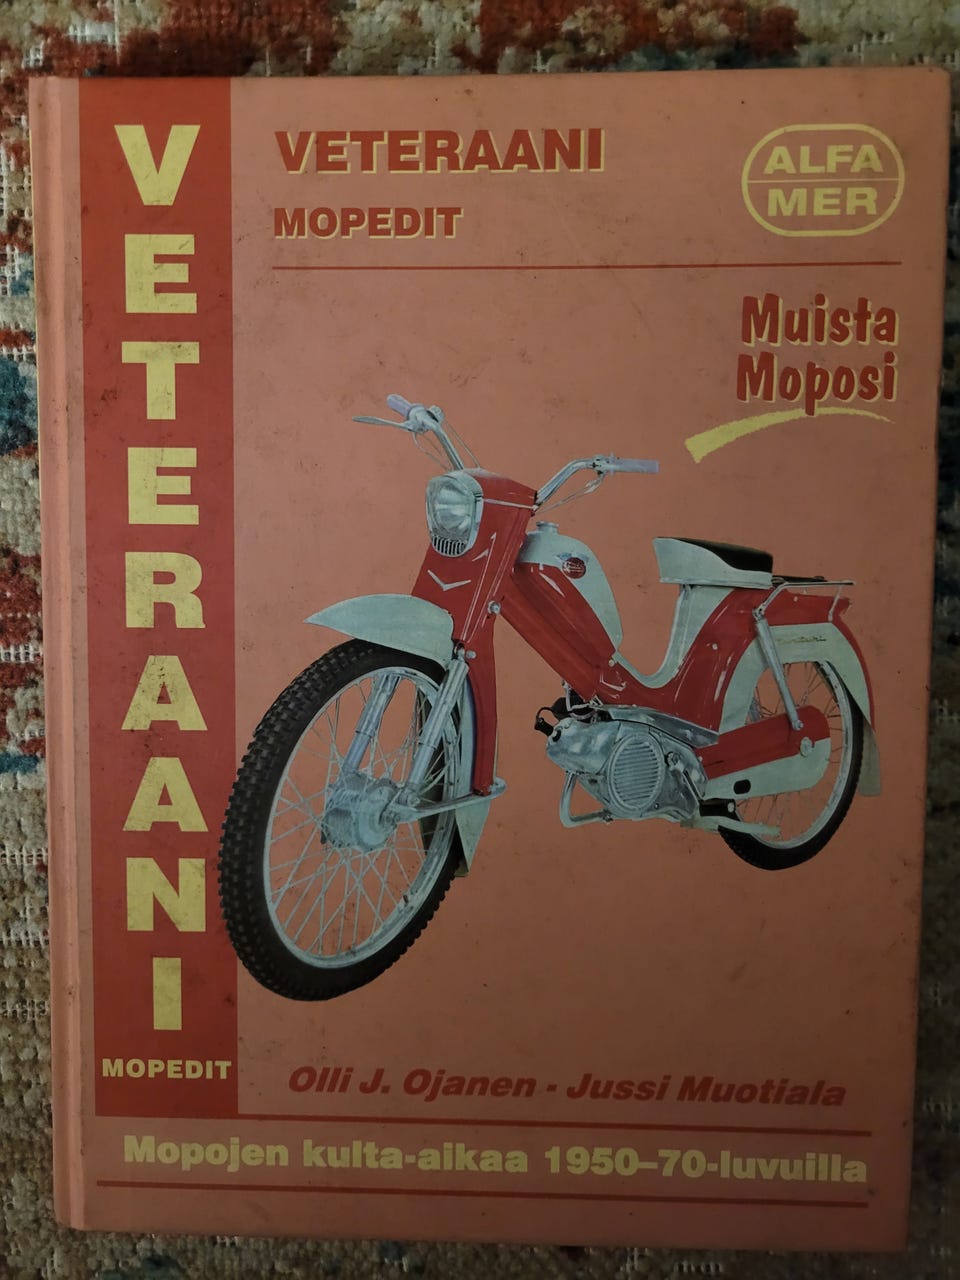 VETERAANI
MOPEDIT
VETERAANI
MOPEDIT
ALFA
MER
Muista
Moposi
Olli J. Ojanen - Jussi Muotiala
Mopojen kulta-aikaa 1950–70-luvuilla